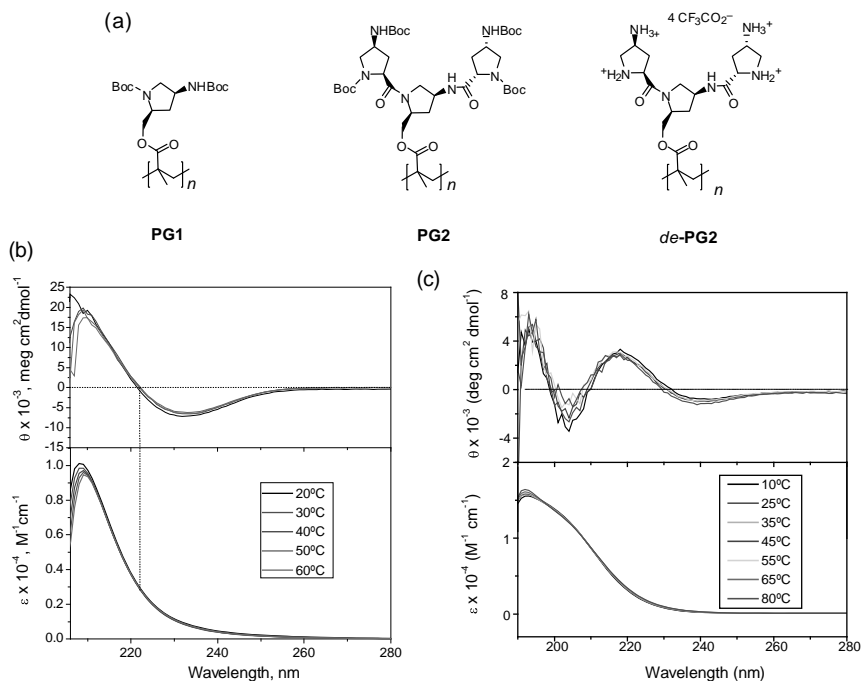 (a)
Boc
N
NHBoc
O
O
n
PG1
NHBoc
NHBoc
Boc
N
N
O
N
H
O
N
Boc
O
O
n
PG2
4 CF₃CO₂⁻
NH3+
NH₃⁺
⁺NH2
NH₂⁺
O
N
H
N
O
O
O
n
de-PG2
(b)
θ x 10⁻³, meg cm²dmol⁻¹
25
20
15
10
5
0
-5
-10
-15
ε x 10⁻⁴, M⁻¹cm⁻¹
1.0
0.8
0.6
0.4
0.2
0.0
20ºC
30ºC
40ºC
50ºC
60ºC
220 240 260 280
Wavelength, nm
(c)
θ x 10⁻³ (deg cm² dmol⁻¹)
8
4
0
-4
ε x 10⁻⁴ (M⁻¹ cm⁻¹)
2
1
0
10ºC
25ºC
35ºC
45ºC
55ºC
65ºC
80ºC
190 200 220 240 260 280
Wavelength (nm)